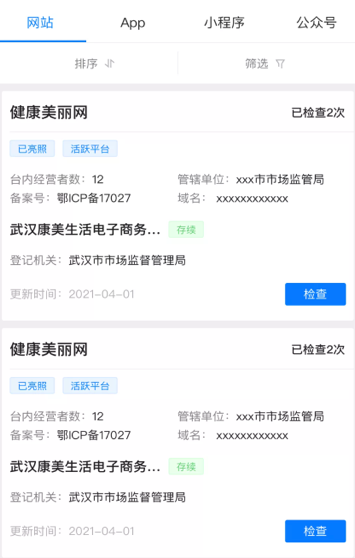 网站 App 小程序 公众号
排序 筛选
健康美丽网 已检查2次
已亮照 活跃平台
台内经营者数：12 管辖单位：xxx市市场监管局
备案号：鄂ICP备17027 域名： xxxxxxxxxxxx
武汉康美生活电子商务... 存续
登记机关：武汉市市场监督管理局
更新时间：2021-04-01 检查
健康美丽网 已检查2次
已亮照 活跃平台
台内经营者数：12 管辖单位：xxx市市场监管局
备案号：鄂ICP备17027 域名： xxxxxxxxxxxx
武汉康美生活电子商务... 存续
登记机关：武汉市市场监督管理局
更新时间：2021-04-01 检查